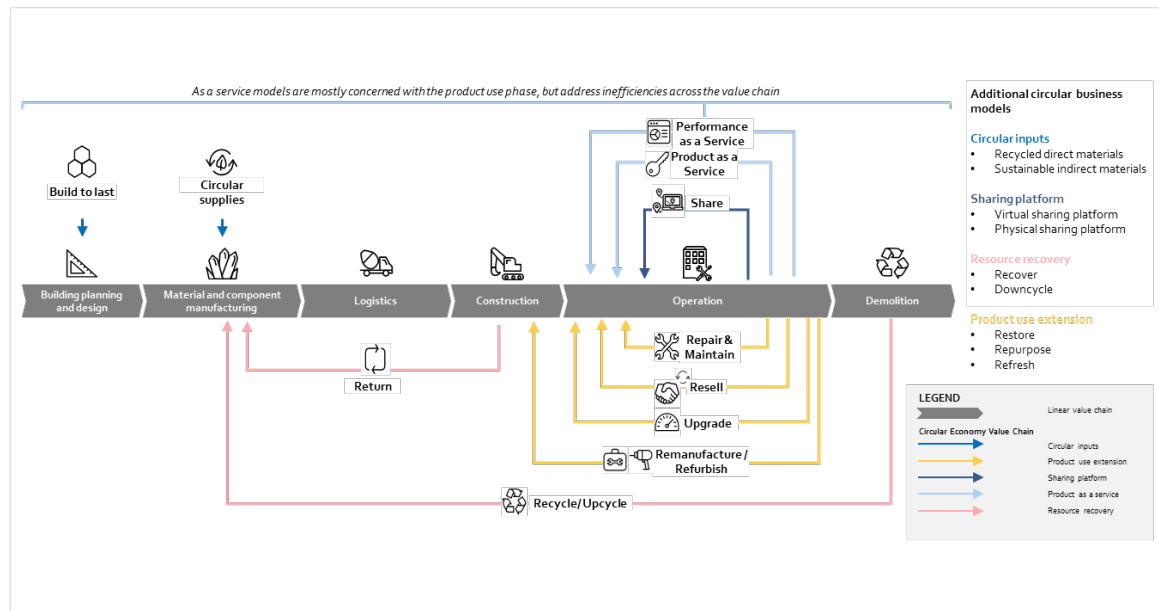 As a service models are mostly concerned with the product use phase, but address inefficiencies across the value chain
Build to last
Circular
supplies
Performance
as a Service
Product as a
Service
Share
Building planning
and design
Material and component
manufacturing
Logistics
Construction
Operation
Demolition
Return
Repair &
Maintain
Resell
Upgrade
Remanufacture /
Refurbish
Recycle/Upcycle
Additional circular business
models
Circular inputs
• Recycled direct materials
• Sustainable indirect materials
Sharing platform
• Virtual sharing platform
• Physical sharing platform
Resource recovery
• Recover
• Downcycle
Product use extension
• Restore
• Repurpose
• Refresh
LEGEND
Linear value chain
Circular Economy Value Chain
Circular inputs
Product use extension
Sharing platform
Product as a service
Resource recovery